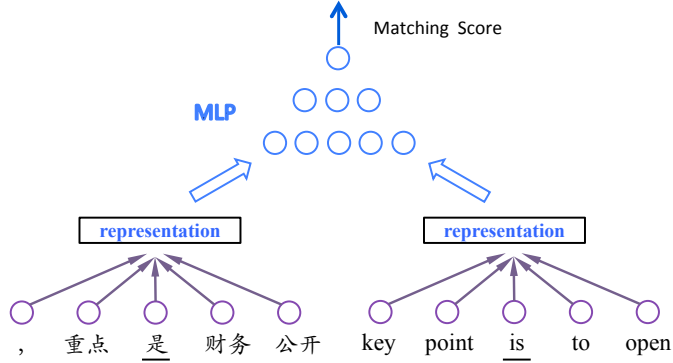 Matching Score
MLP
representation representation
, 重点 是 财务 公开 key point is to open